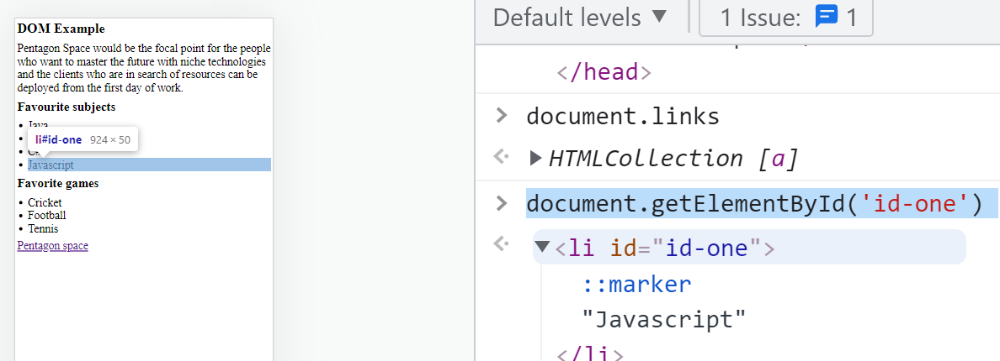 DOM Example
Pentagon Space would be the focal point for the people
who want to master the future with niche technologies
and the clients who are in search of resources can be
deployed from the first day of work.
Favourite subjects
• Java
li#id-one 924 × 50
• Javascript
Favorite games
• Cricket
• Football
• Tennis
Pentagon space
Default levels ▼ 1 Issue: 1
</head>
> document.links
▶ HTMLCollection [a]
> document.getElementById('id-one')
▼ <li id="id-one">
::marker
"Javascript"
</li>